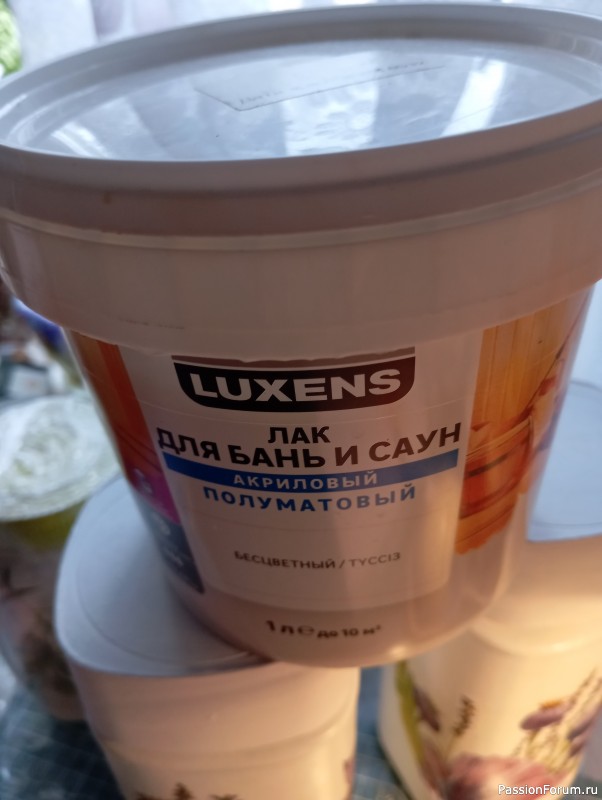 LUXENS
ЛАК
ДЛЯ БАНЬ И САУН
АКРИЛОВЫЙ
ПОЛУМАТОВЫЙ
БЕСЦВЕТНЫЙ / ТҮССІЗ
1 л℮ до 10 м²
PassionForum.ru